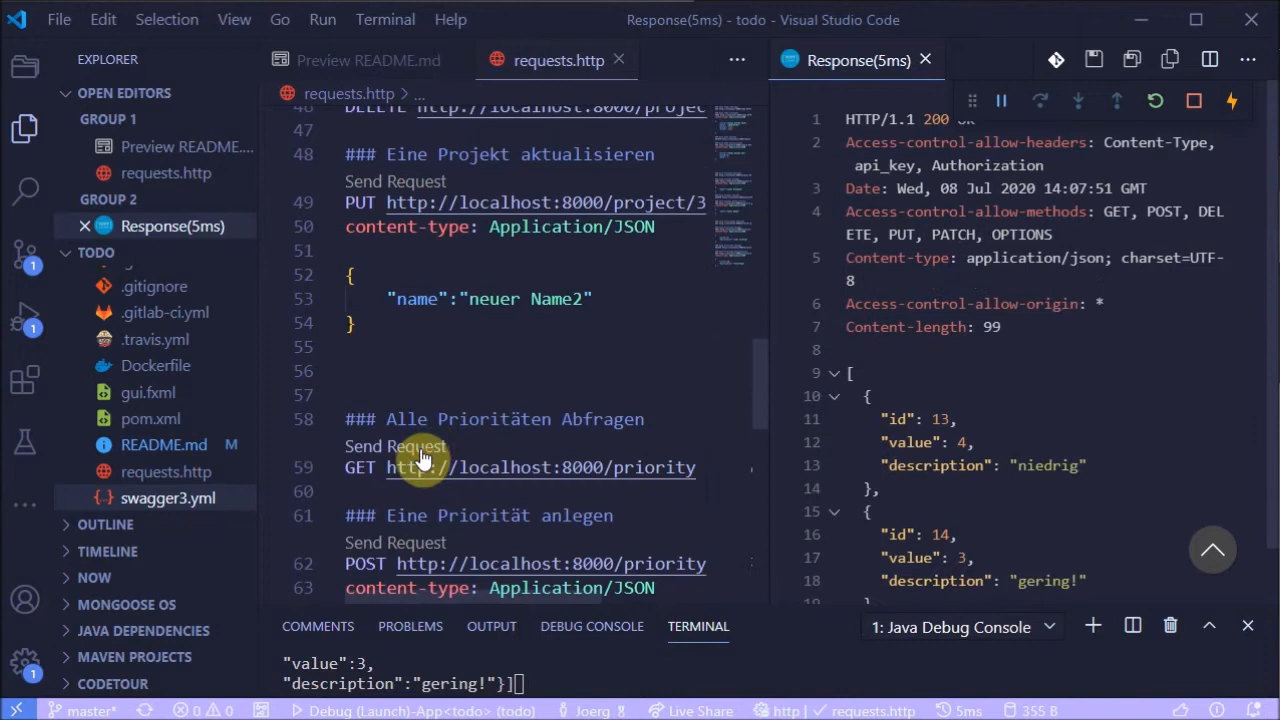 File Edit Selection View Go Run Terminal Help
Response(5ms) - todo - Visual Studio Code
EXPLORER
OPEN EDITORS
GROUP 1
Preview README....
requests.http
GROUP 2
Response(5ms)
TODO
.gitignore
.gitlab-ci.yml
.travis.yml
Dockerfile
gui.fxml
pom.xml
README.md M
requests.http
swagger3.yml
OUTLINE
TIMELINE
NOW
MONGOOSE OS
JAVA DEPENDENCIES
MAVEN PROJECTS
CODETOUR
1
1
1
Preview README.md
requests.http
requests.http > ...
46 DELETE http://localhost:8000/projec
47
48 ### Eine Projekt aktualisieren
Send Request
49 PUT http://localhost:8000/project/3
50 content-type: Application/JSON
51
52 {
53 "name":"neuer Name2"
54 }
55
56
57
58 ### Alle Prioritäten Abfragen
Send Request
59 GET http://localhost:8000/priority
60
61 ### Eine Priorität anlegen
Send Request
62 POST http://localhost:8000/priority
63 content-type: Application/JSON
Response(5ms)
1 HTTP/1.1 200 OK
2 Access-control-allow-headers: Content-Type,
api_key, Authorization
3 Date: Wed, 08 Jul 2020 14:07:51 GMT
4 Access-control-allow-methods: GET, POST, DEL
ETE, PUT, PATCH, OPTIONS
5 Content-type: application/json; charset=UTF-
8
6 Access-control-allow-origin: *
7 Content-length: 99
8
9 [
10 {
11 "id": 13,
12 "value": 4,
13 "description": "niedrig"
14 },
15 {
16 "id": 14,
17 "value": 3,
18 "description": "gering!"
19 }
COMMENTS PROBLEMS OUTPUT DEBUG CONSOLE TERMINAL
1: Java Debug Console
"value":3,
"description":"gering!"}]
master* 0 0 Debug (Launch)-App<todo> (todo) Joerg Live Share http requests.http 5ms 355 B